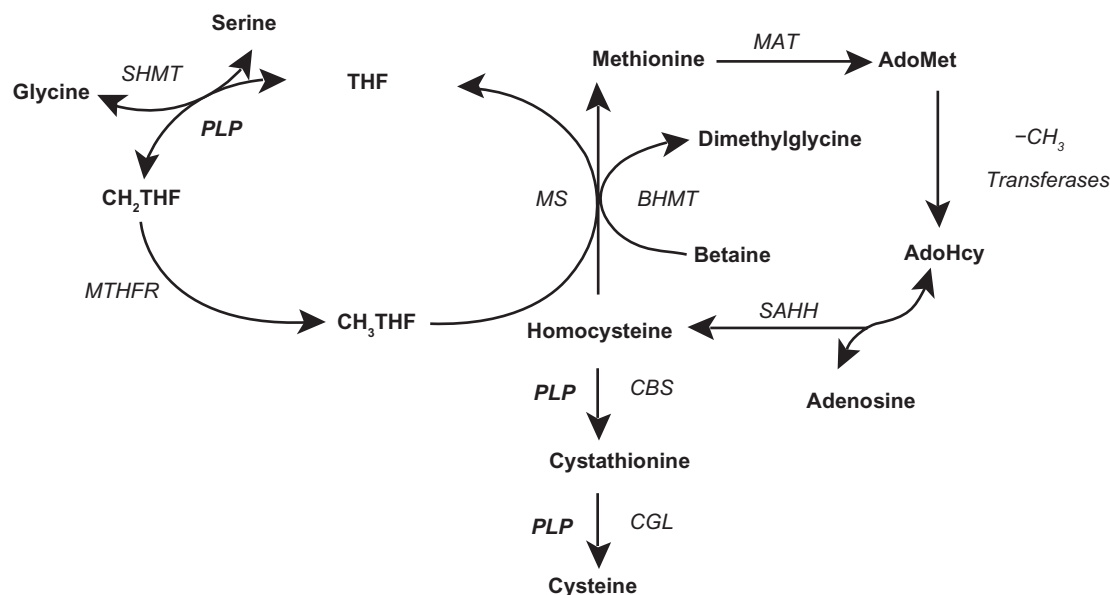 Serine
Methionine
MAT
AdoMet
SHMT
THF
Glycine
PLP
Dimethylglycine
−CH₃
Transferases
CH₂THF
MS
BHMT
Betaine
AdoHcy
MTHFR
SAHH
CH₃THF
Homocysteine
PLP
CBS
Adenosine
Cystathionine
PLP
CGL
Cysteine